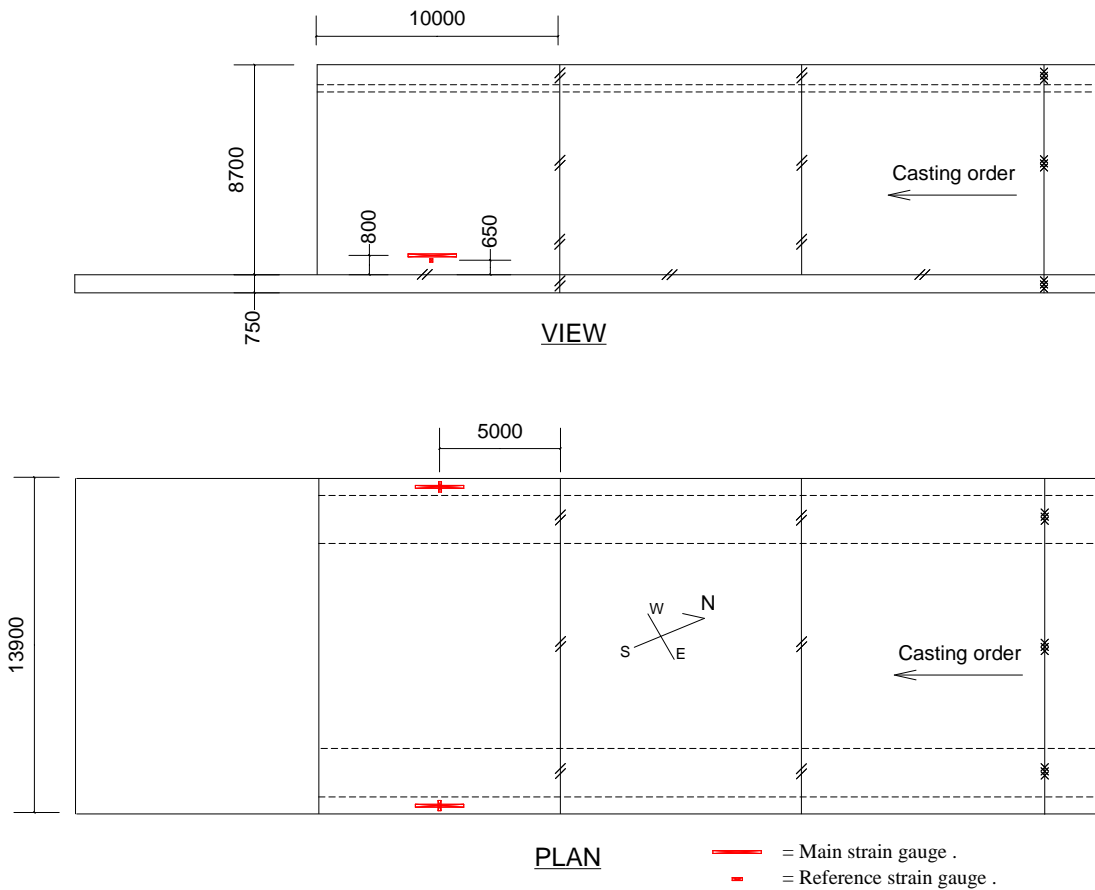 10000
8700
800
650
Casting order
750
VIEW
5000
13900
W
N
S
E
Casting order
PLAN
= Main strain gauge .
= Reference strain gauge .